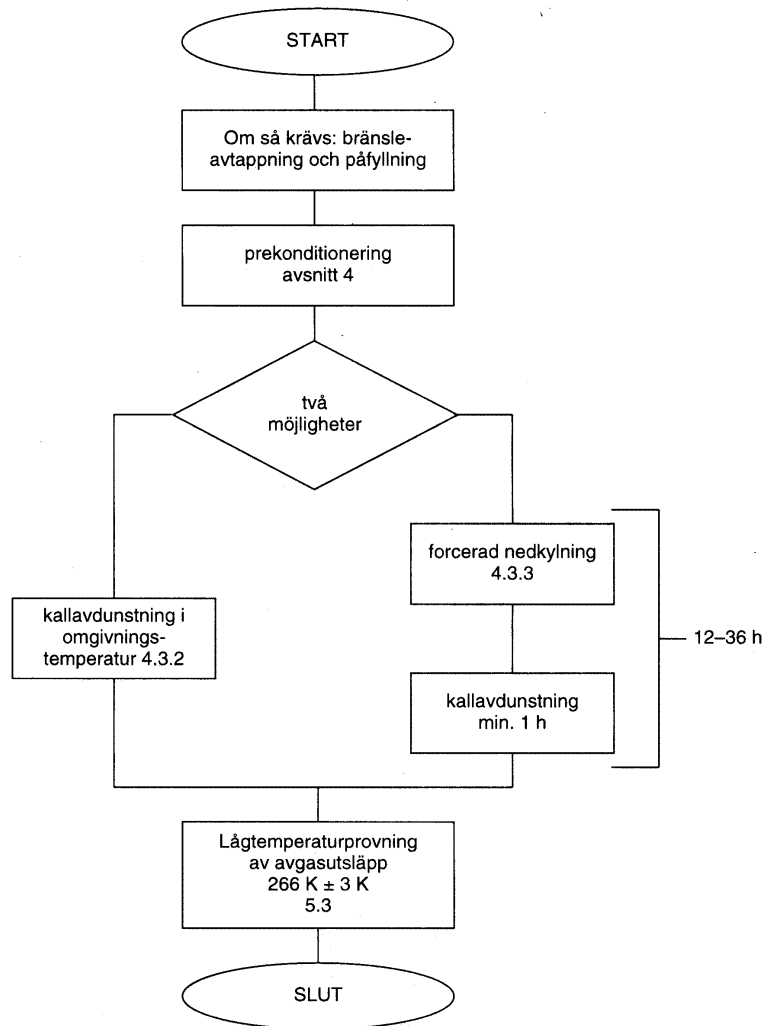 START
Om så krävs: bränsle-
avtappning och påfyllning
prekonditionering
avsnitt 4
två
möjligheter
forcerad nedkylning
4.3.3
kallavdunstning i
omgivnings-
temperatur 4.3.2
12–36 h
kallavdunstning
min. 1 h
Lågtemperaturprovning
av avgasutsläpp
266 K ± 3 K
5.3
SLUT